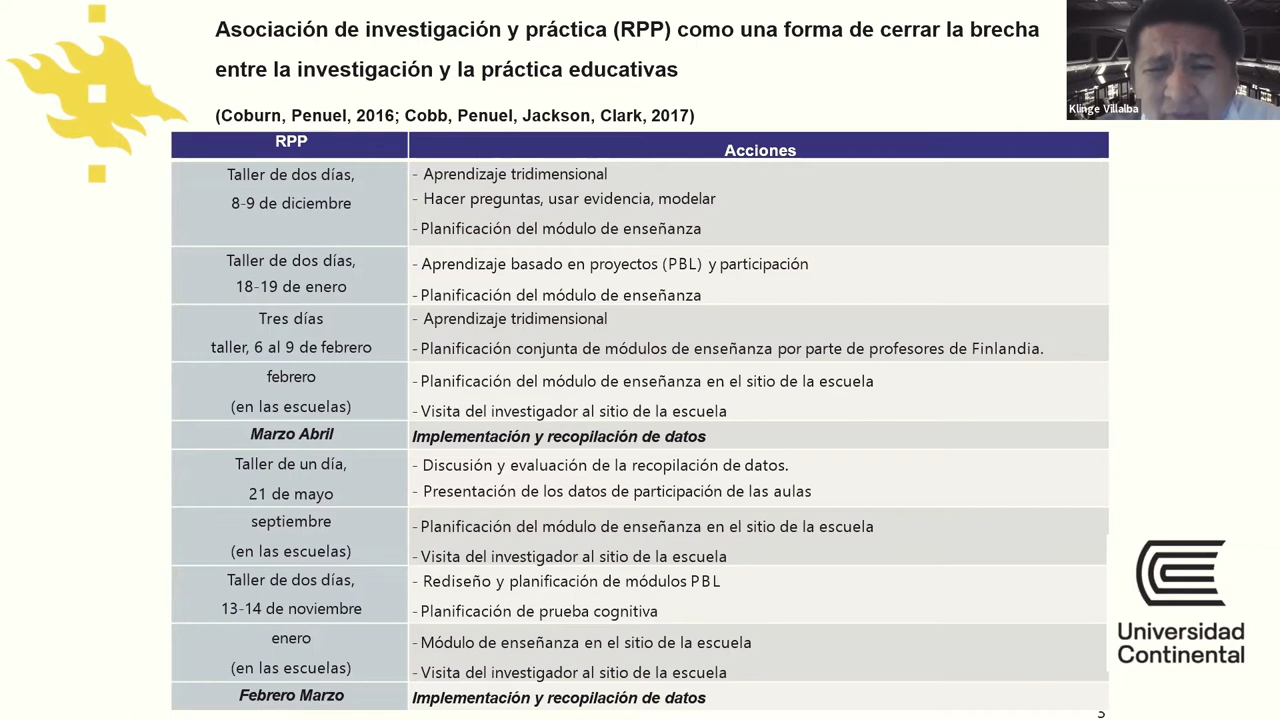 Asociación de investigación y práctica (RPP) como una forma de cerrar la brecha
entre la investigación y la práctica educativas
(Coburn, Penuel, 2016; Cobb, Penuel, Jackson, Clark, 2017)
Klinge Villalba
RPP
Acciones
Taller de dos días,
8-9 de diciembre
- Aprendizaje tridimensional
- Hacer preguntas, usar evidencia, modelar
- Planificación del módulo de enseñanza
Taller de dos días,
18-19 de enero
- Aprendizaje basado en proyectos (PBL) y participación
- Planificación del módulo de enseñanza
Tres días
taller, 6 al 9 de febrero
- Aprendizaje tridimensional
- Planificación conjunta de módulos de enseñanza por parte de profesores de Finlandia.
febrero
(en las escuelas)
- Planificación del módulo de enseñanza en el sitio de la escuela
- Visita del investigador al sitio de la escuela
Marzo Abril
Implementación y recopilación de datos
Taller de un día,
21 de mayo
- Discusión y evaluación de la recopilación de datos.
- Presentación de los datos de participación de las aulas
septiembre
(en las escuelas)
- Planificación del módulo de enseñanza en el sitio de la escuela
- Visita del investigador al sitio de la escuela
Taller de dos días,
13-14 de noviembre
- Rediseño y planificación de módulos PBL
- Planificación de prueba cognitiva
enero
(en las escuelas)
- Módulo de enseñanza en el sitio de la escuela
- Visita del investigador al sitio de la escuela
Febrero Marzo
Implementación y recopilación de datos
Universidad
Continental